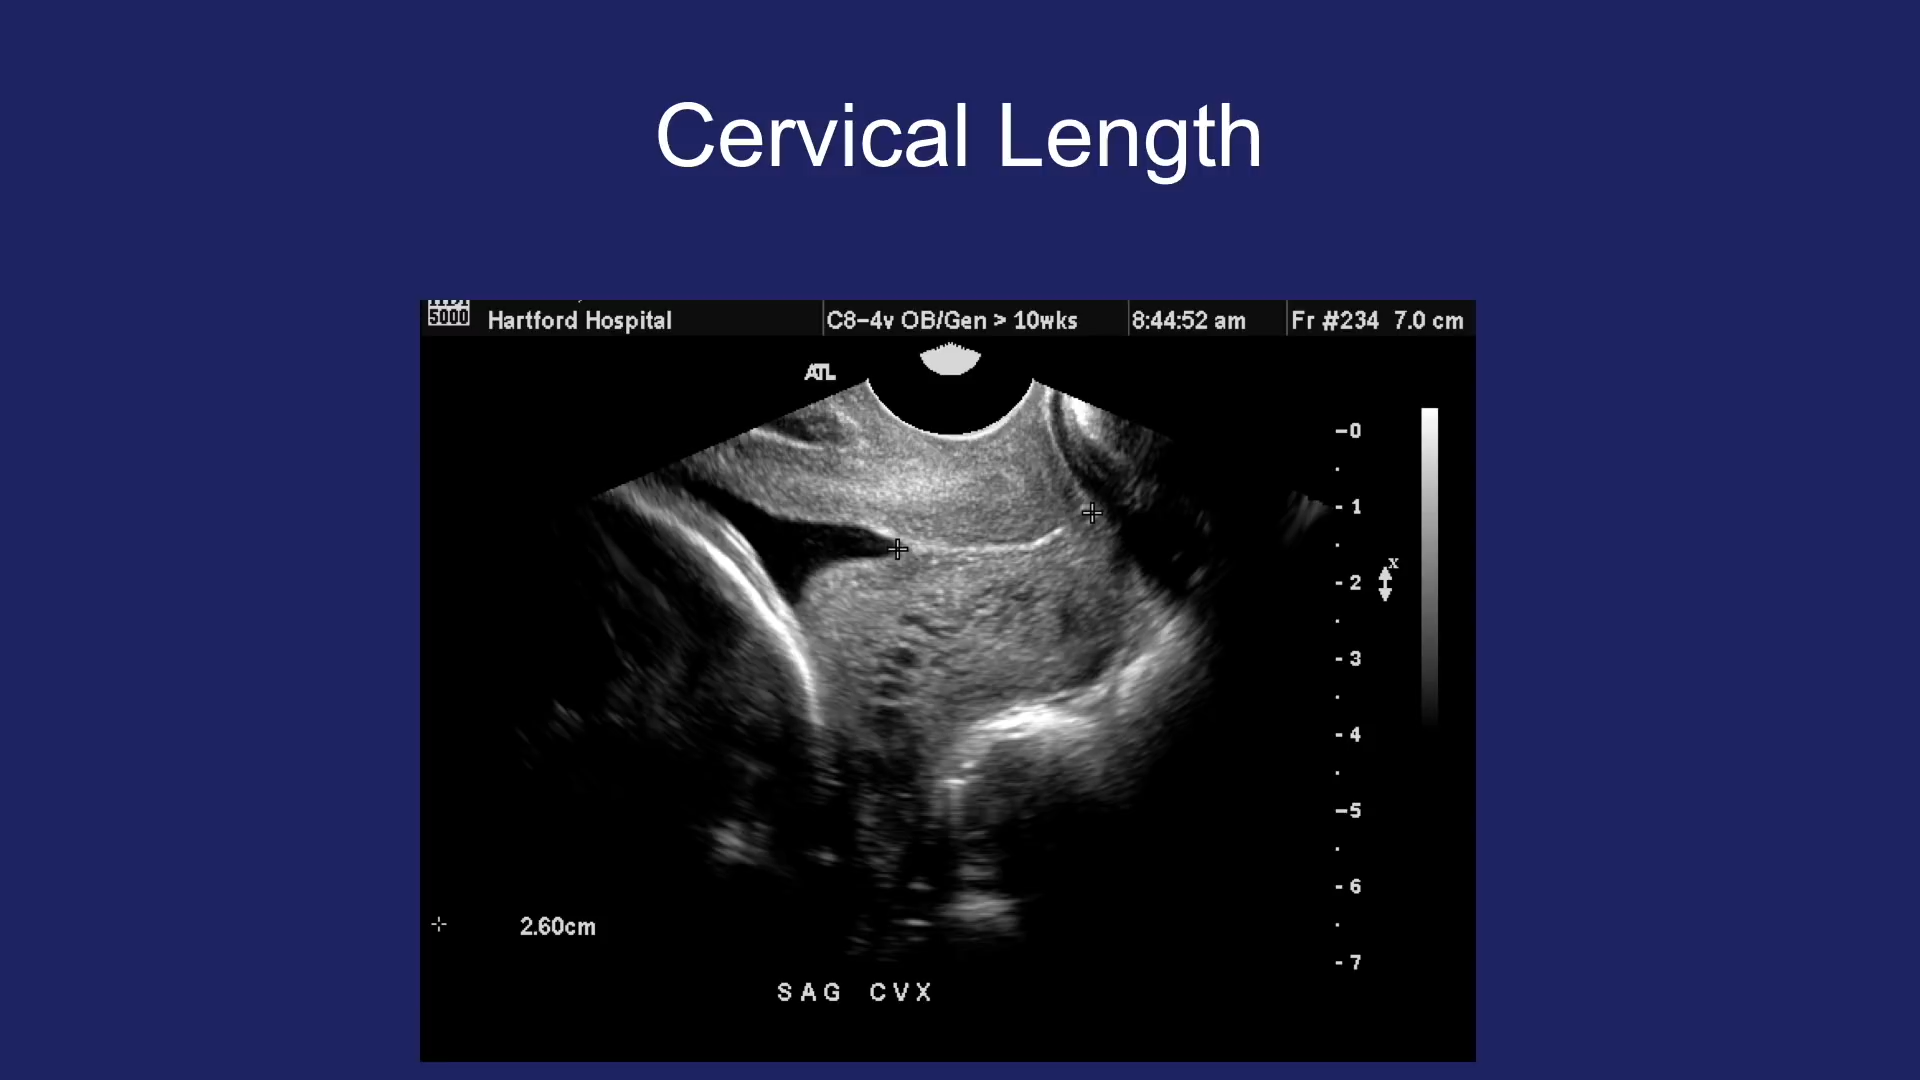 Cervical Length
5000 Hartford Hospital C8-4v OB/Gen > 10wks 8:44:52 am Fr #234 7.0 cm
ATL
0
1
x
2
3
4
5
6
2.60cm
7
SAG CVX